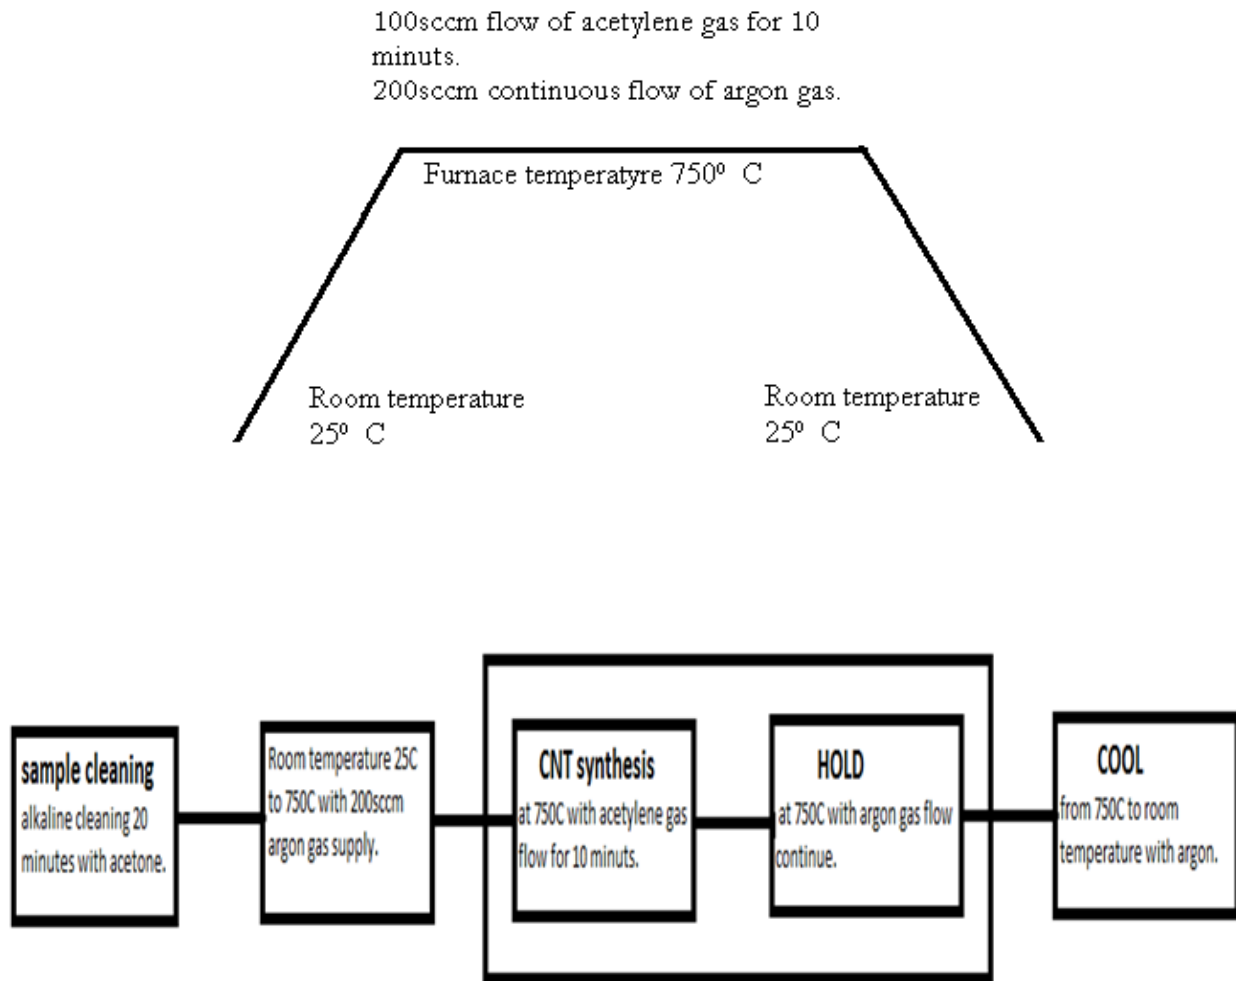 100sccm flow of acetylene gas for 10
minuts.
200sccm continuous flow of argon gas.
Furnace temperatyre 750⁰ C
Room temperature
25⁰ C
Room temperature
25⁰ C
sample cleaning
alkaline cleaning 20
minutes with acetone.
Room temperature 25C
to 750C with 200sccm
argon gas supply.
CNT synthesis
at 750C with acetylene gas
flow for 10 minuts.
HOLD
at 750C with argon gas flow
continue.
COOL
from 750C to room
temperature with argon.